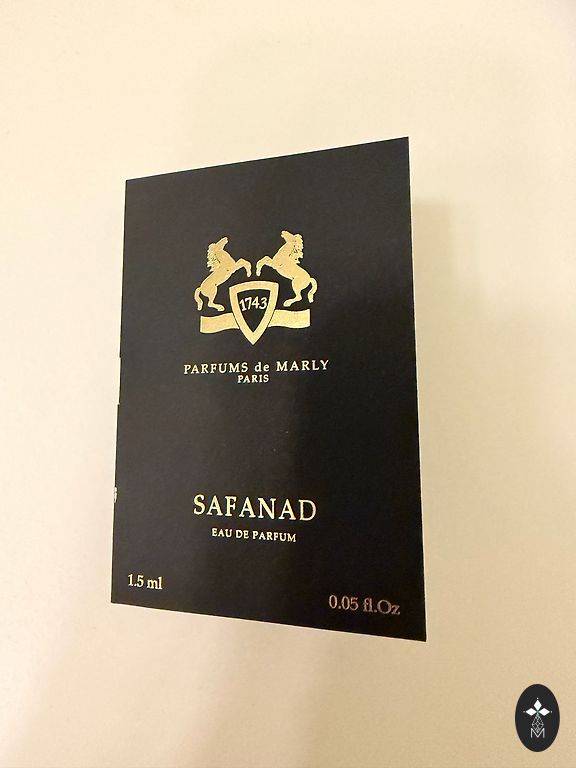 1743
PARFUMS de MARLY
PARIS
SAFANAD
EAU DE PARFUM
1.5 ml
0.05 fl.Oz
M